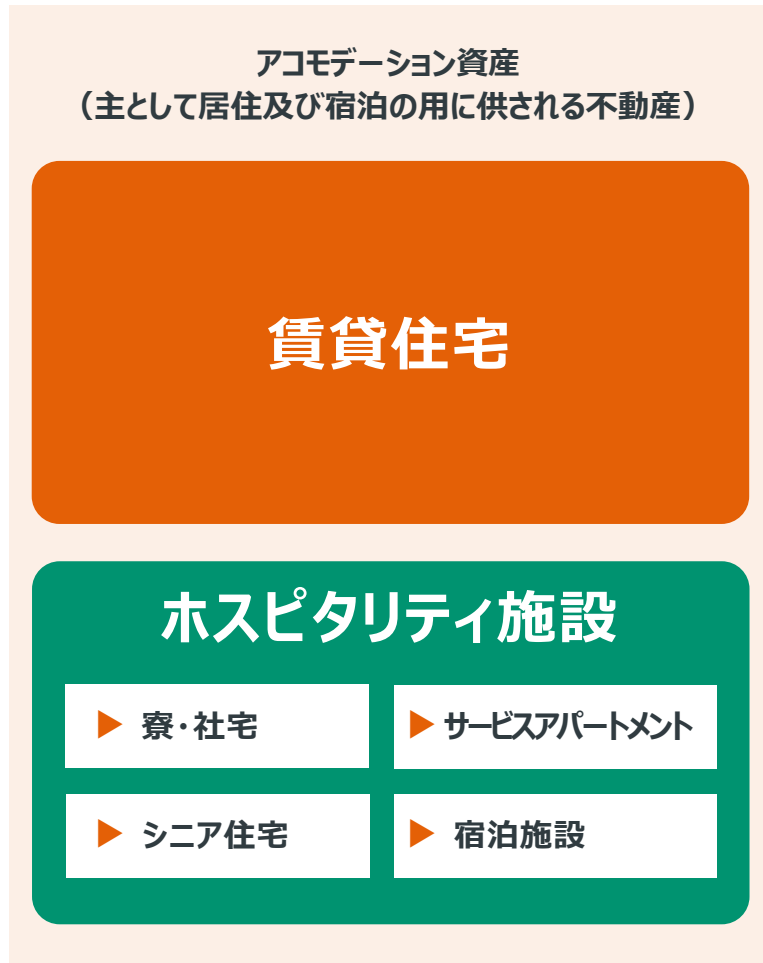 アコモデーション資産
（主として居住及び宿泊の用に供される不動産）
賃貸住宅
ホスピタリティ施設
▶ 寮・社宅
▶ サービスアパートメント
▶ シニア住宅
▶ 宿泊施設